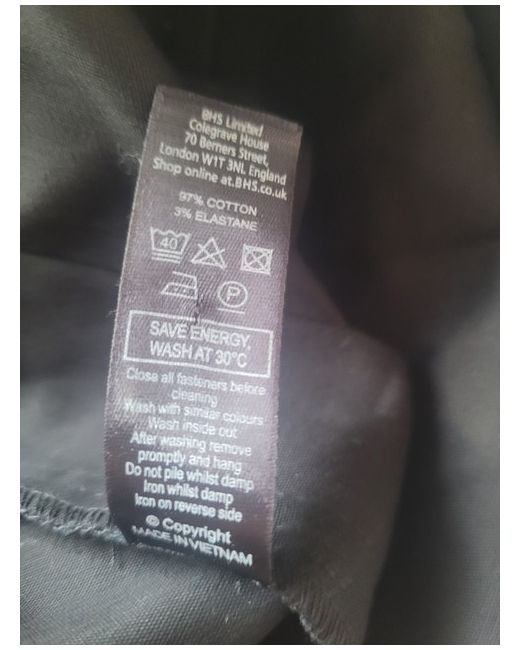 BHS Limited
Colegrave House
70 Berners Street,
London W1T 3NL England
Shop online at.BHS.co.uk
97% COTTON
3% ELASTANE
40
P
SAVE ENERGY,
WASH AT 30°C
Close all fasteners before
cleaning
Wash with similar colours
Wash inside out
After washing remove
promptly and hang
Do not pile whilst damp
Iron whilst damp
Iron on reverse side
© Copyright
MADE IN VIETNAM